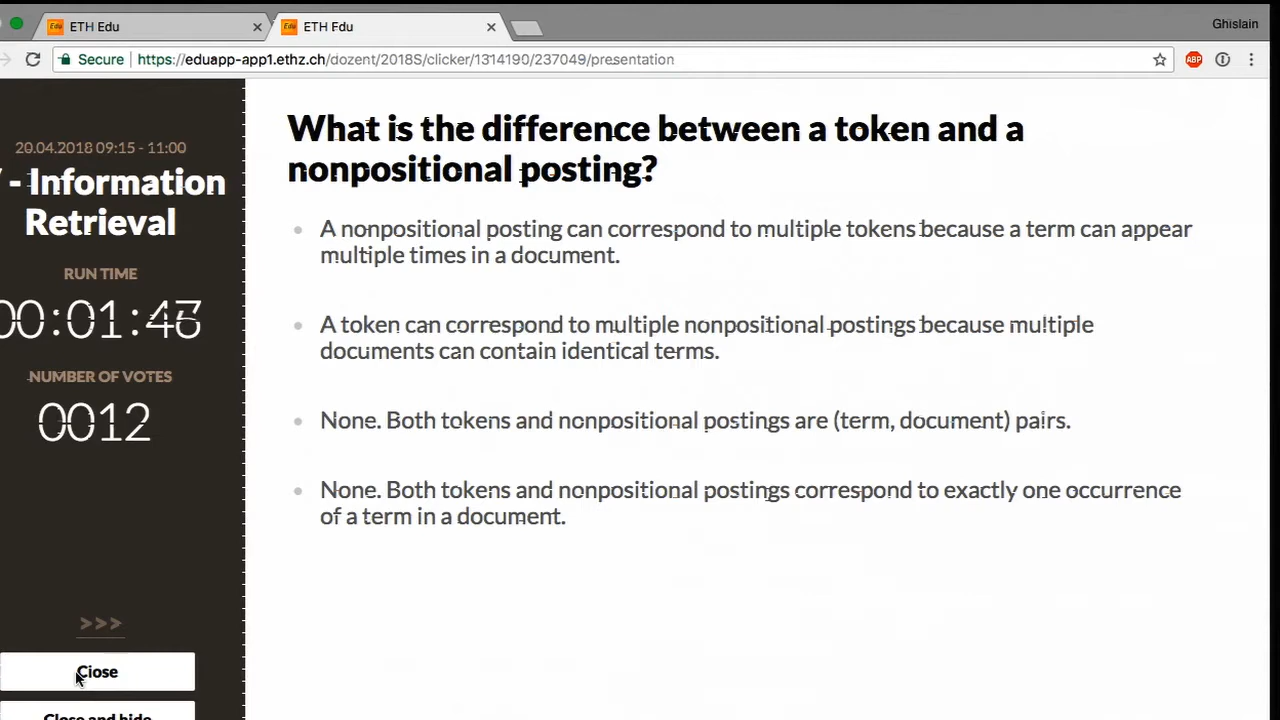 ETH Edu
ETH Edu
Ghislain
Secure
https://eduapp-app1.ethz.ch/dozent/2018S/clicker/1314190/237049/presentation
ABP
20.04.2018 09:15 - 11:00
- Information
Retrieval
RUN TIME
00:01:46
NUMBER OF VOTES
0012
>>>
Close
Close and hide
What is the difference between a token and a
nonpositional posting?
A nonpositional posting can correspond to multiple tokens because a term can appear
multiple times in a document.
A token can correspond to multiple nonpositional postings because multiple
documents can contain identical terms.
None. Both tokens and nonpositional postings are (term, document) pairs.
None. Both tokens and nonpositional postings correspond to exactly one occurrence
of a term in a document.